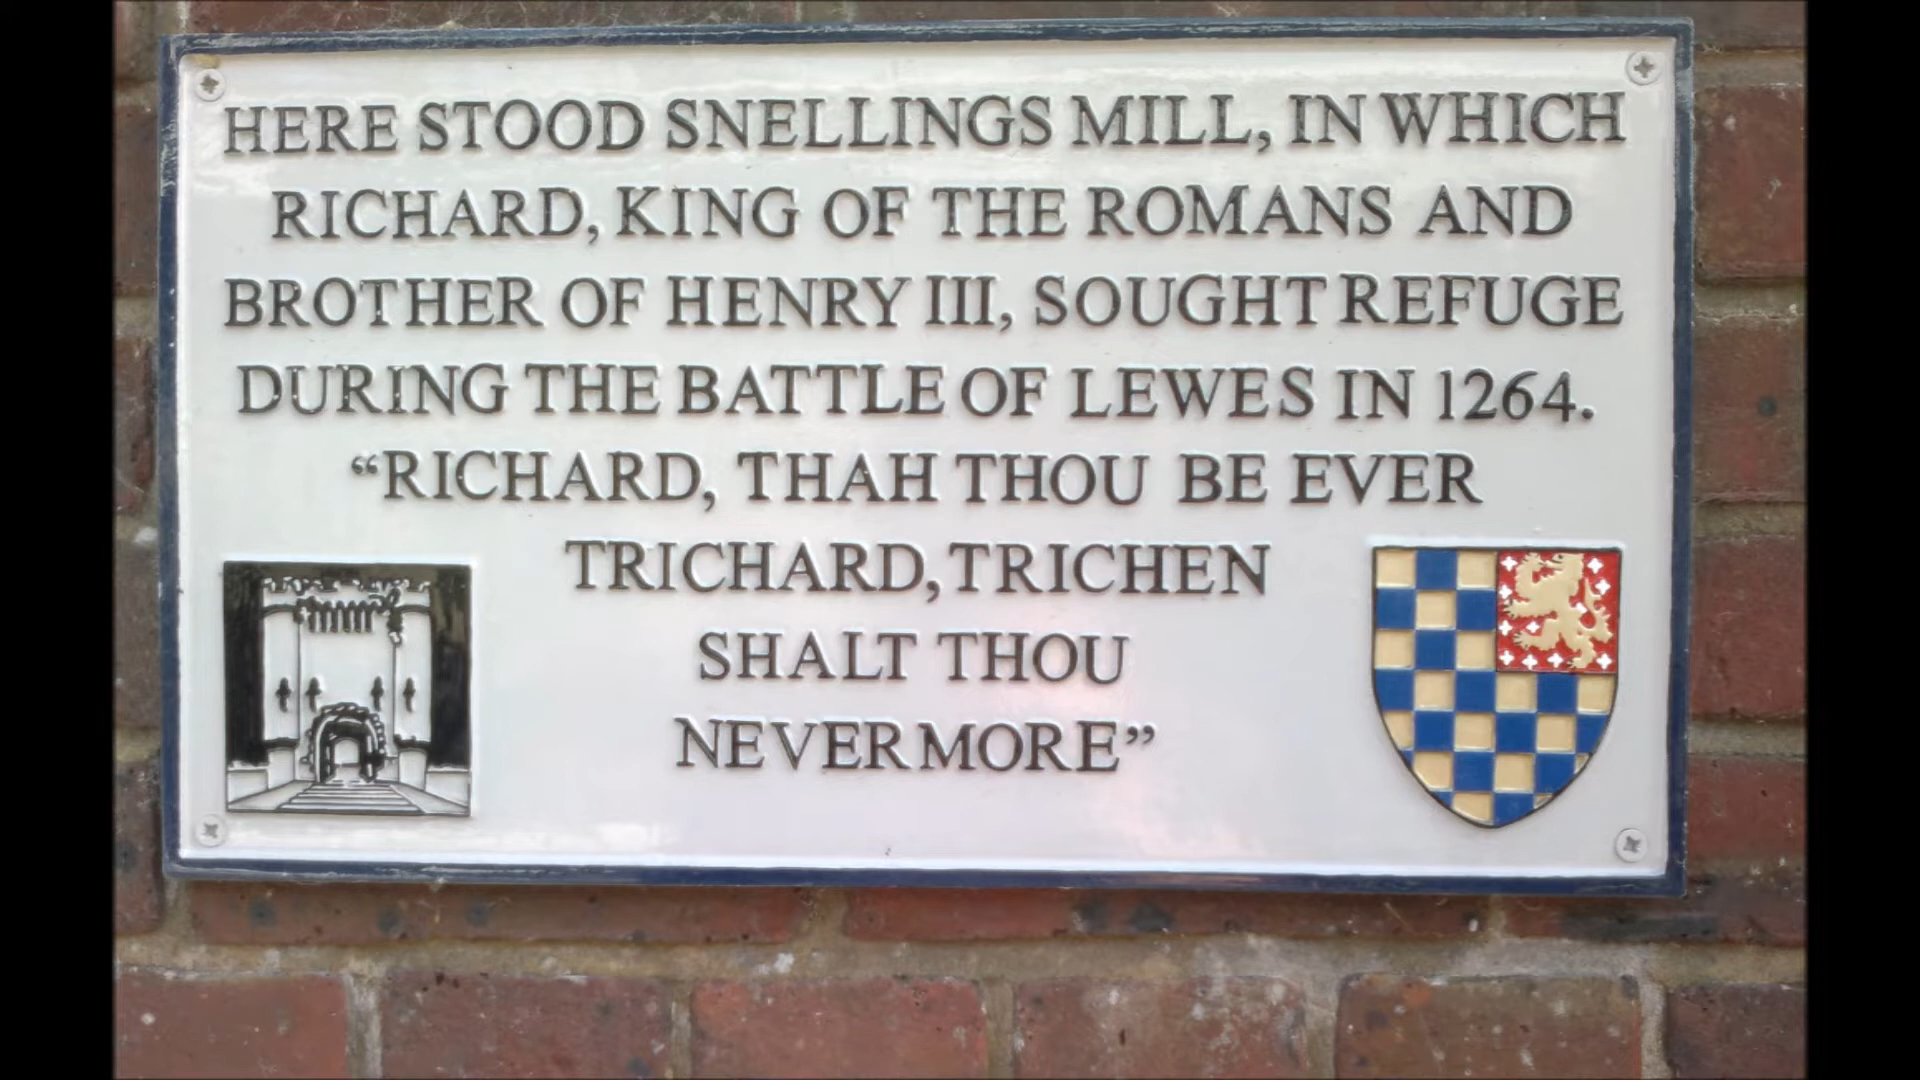 HERE STOOD SNELLINGS MILL, IN WHICH
RICHARD, KING OF THE ROMANS AND
BROTHER OF HENRY III, SOUGHT REFUGE
DURING THE BATTLE OF LEWES IN 1264.
“RICHARD, THAH THOU BE EVER
TRICHARD, TRICHEN
SHALT THOU
NEVERMORE”